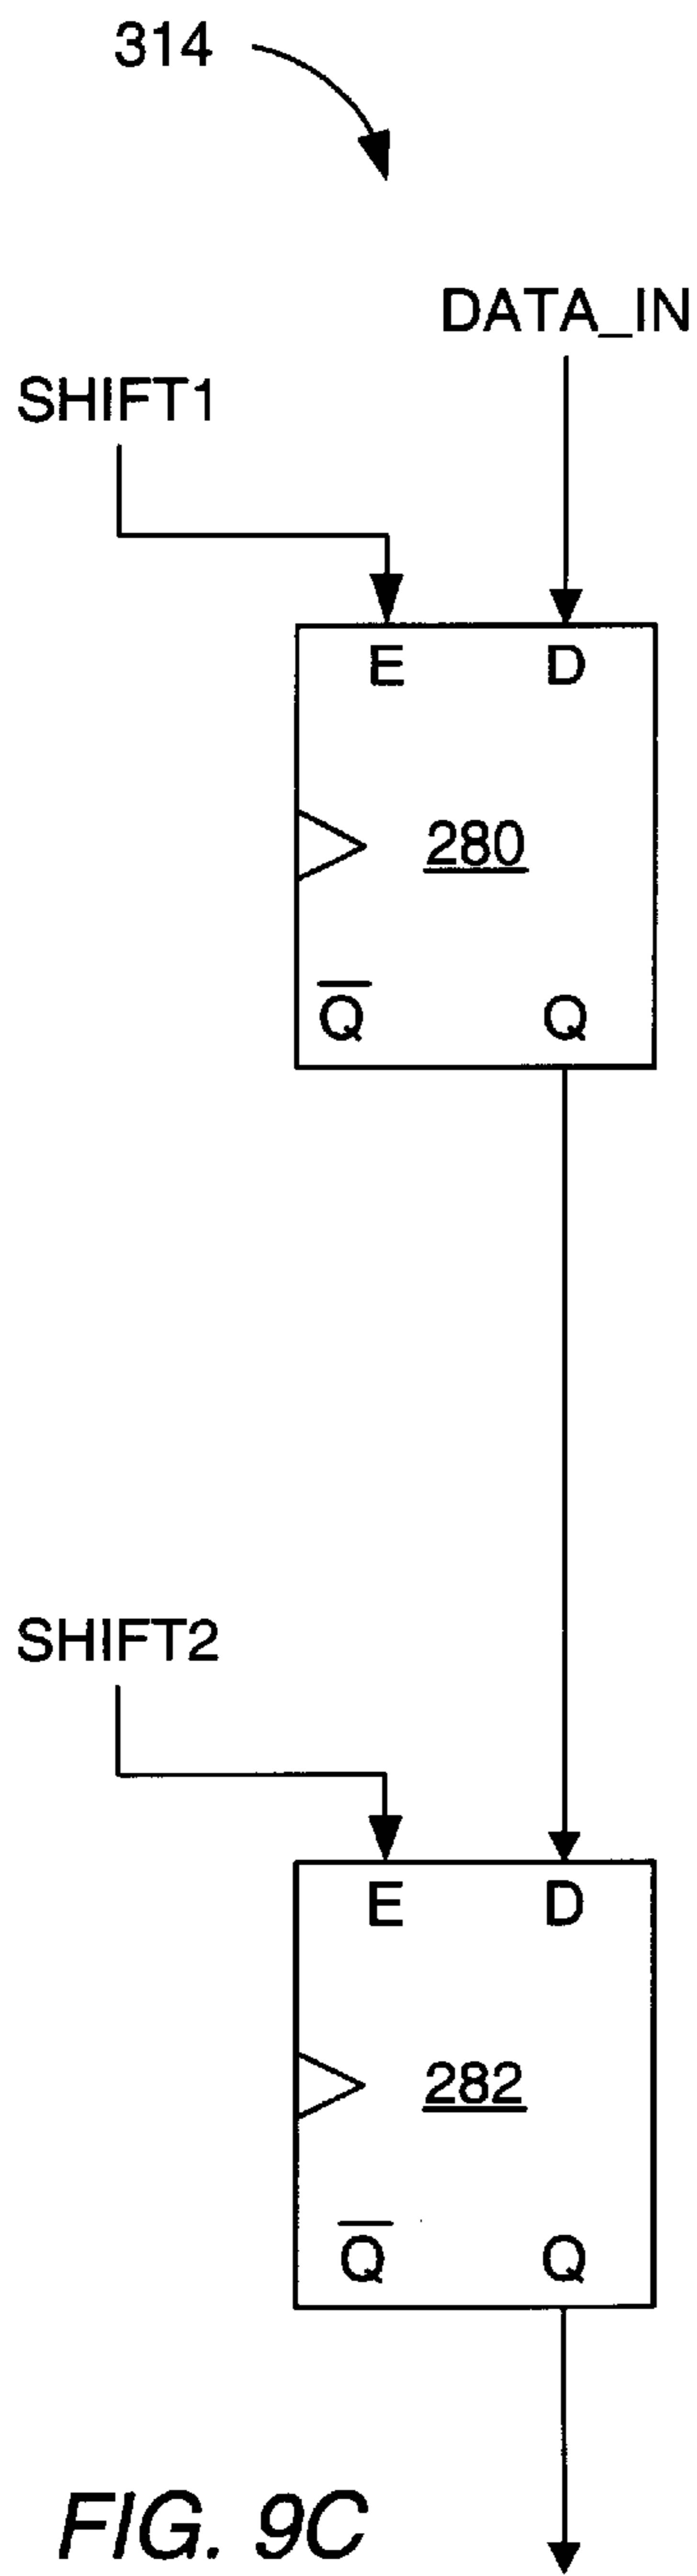 314
DATA_IN
SHIFT1
E D
280
Q̅ Q
SHIFT2
E D
282
Q̅ Q
FIG. 9C